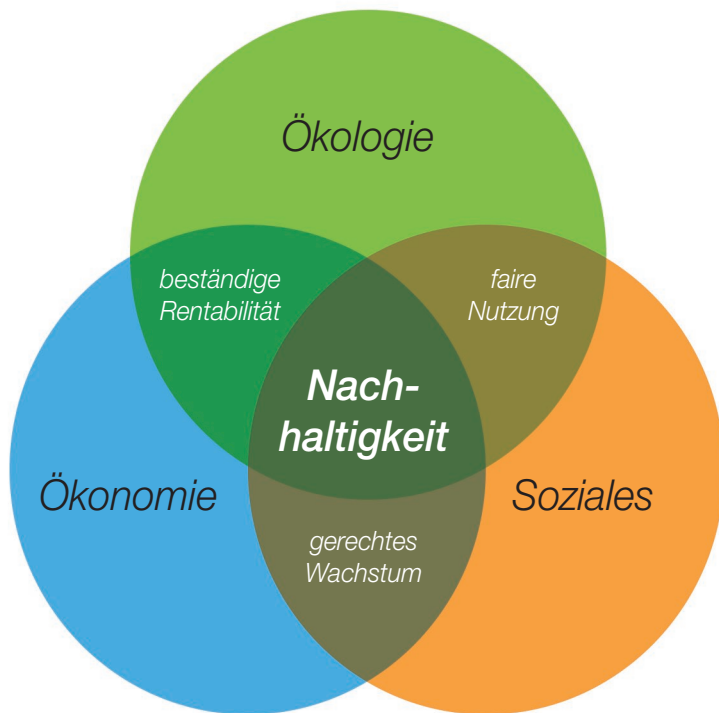 Ökologie
beständige
Rentabilität
faire
Nutzung
Nach-
haltigkeit
Ökonomie
Soziales
gerechtes
Wachstum